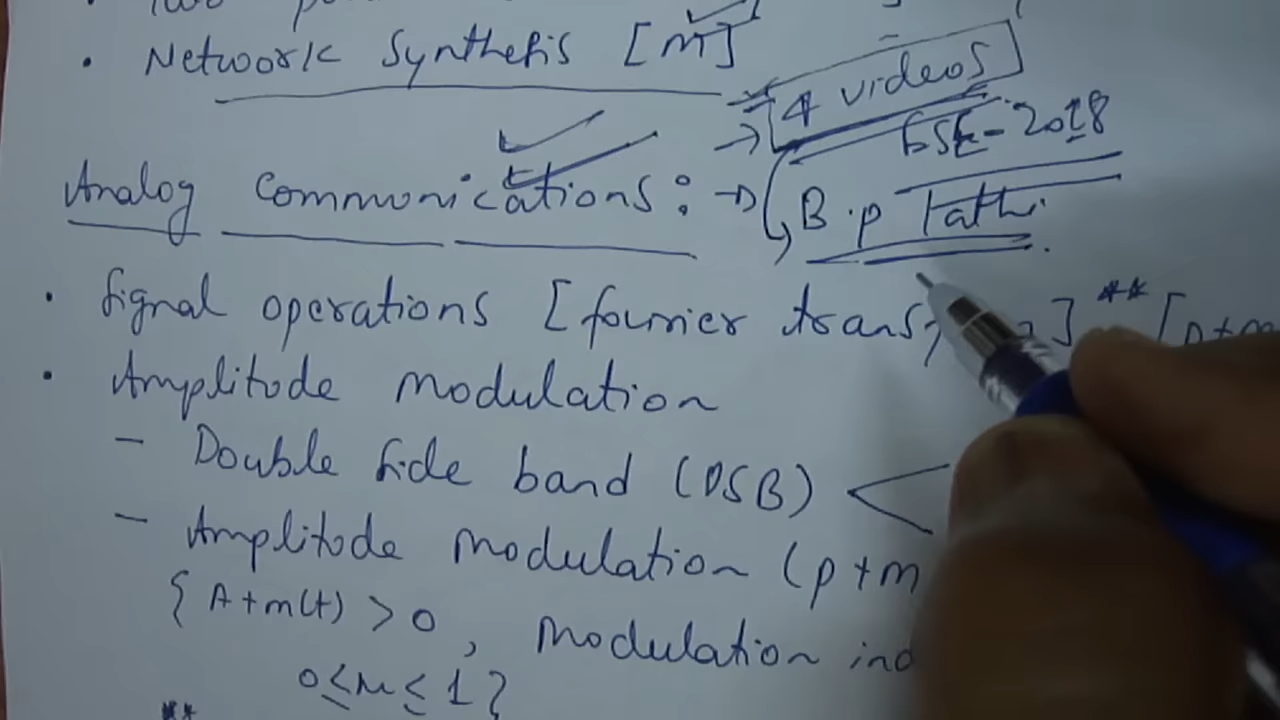 • Network Synthesis [M]
[4 videos]
ESE-2018
Analog Communications : → B.P Lathi.
• Signal operations [fourier trans ] ** [p+m
• Amplitude modulation
- Double side band (DSB)
- Amplitude modulation (p+m
{A+m(t) > 0 , Modulation ind
0≤μ≤1}
**